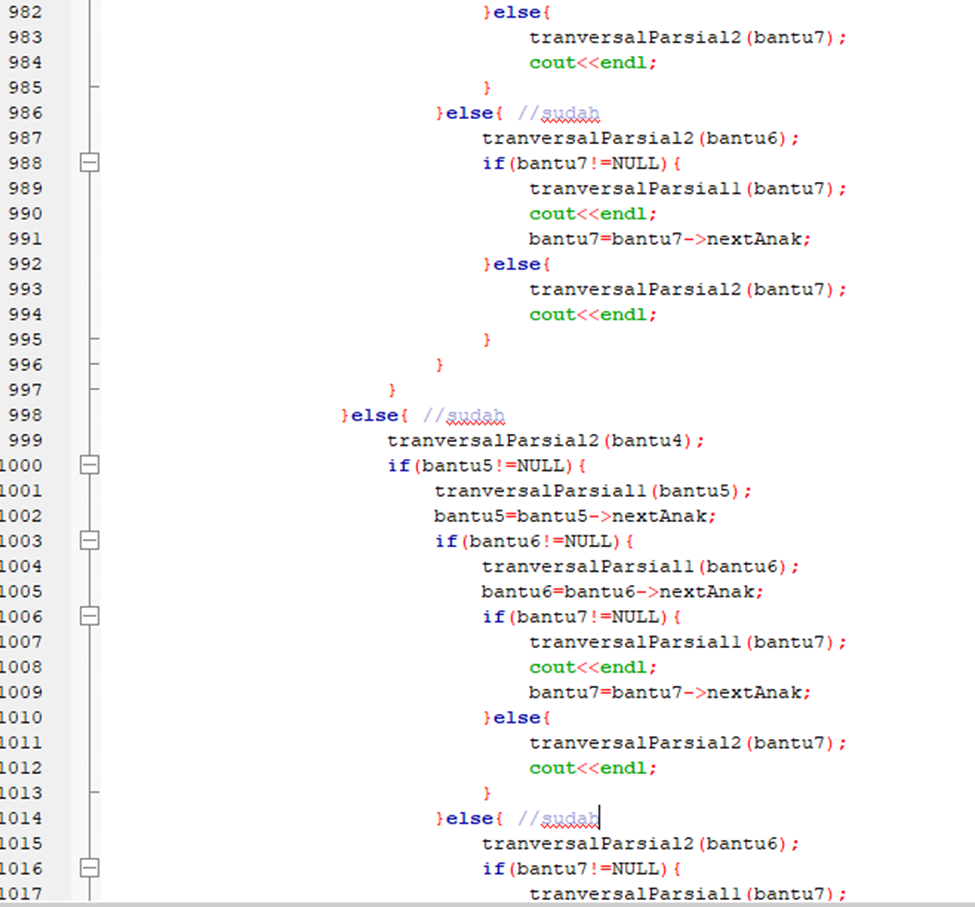 982 }else{
983 tranversalParsial2(bantu7);
984 cout<<endl;
985 }
986 }else{ //sudah
987 tranversalParsial2(bantu6);
988 if(bantu7!=NULL){
989 tranversalParsial1(bantu7);
990 cout<<endl;
991 bantu7=bantu7->nextAnak;
992 }else{
993 tranversalParsial2(bantu7);
994 cout<<endl;
995 }
996 }
997 }
998 }else{ //sudah
999 tranversalParsial2(bantu4);
1000 if(bantu5!=NULL){
1001 tranversalParsial1(bantu5);
1002 bantu5=bantu5->nextAnak;
1003 if(bantu6!=NULL){
1004 tranversalParsial1(bantu6);
1005 bantu6=bantu6->nextAnak;
1006 if(bantu7!=NULL){
1007 tranversalParsial1(bantu7);
1008 cout<<endl;
1009 bantu7=bantu7->nextAnak;
1010 }else{
1011 tranversalParsial2(bantu7);
1012 cout<<endl;
1013 }
1014 }else{ //sudah
1015 tranversalParsial2(bantu6);
1016 if(bantu7!=NULL){
1017 tranversalParsial1(bantu7);